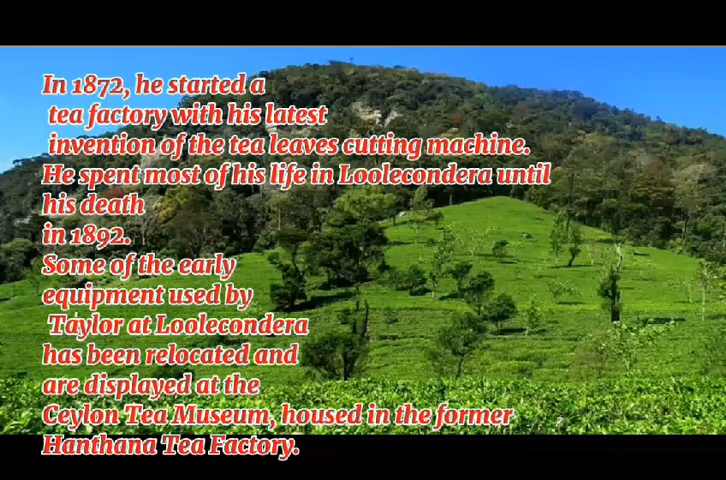 In 1872, he started a
tea factory with his latest
invention of the tea leaves cutting machine.
He spent most of his life in Loolecondera until
his death
in 1892.
Some of the early
equipment used by
Taylor at Loolecondera
has been relocated and
are displayed at the
Ceylon Tea Museum, housed in the former
Hanthana Tea Factory.